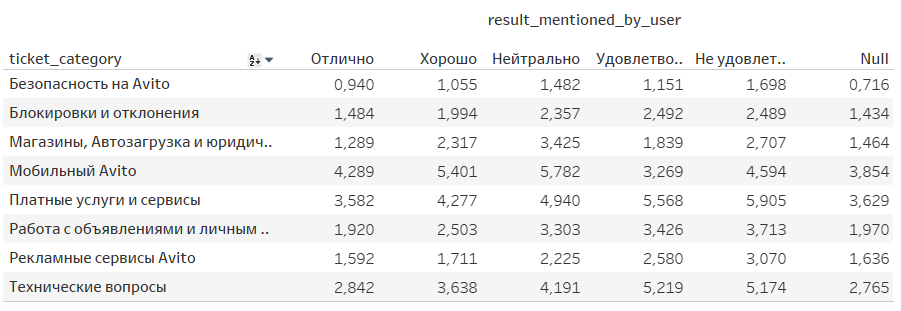 result_mentioned_by_user
ticket_category Отлично Хорошо Нейтрально Удовлетво.. Не удовлет.. Null
Безопасность на Avito 0,940 1,055 1,482 1,151 1,698 0,716
Блокировки и отклонения 1,484 1,994 2,357 2,492 2,489 1,434
Магазины, Автозагрузка и юридич.. 1,289 2,317 3,425 1,839 2,707 1,464
Мобильный Avito 4,289 5,401 5,782 3,269 4,594 3,854
Платные услуги и сервисы 3,582 4,277 4,940 5,568 5,905 3,629
Работа с объявлениями и личным .. 1,920 2,503 3,303 3,426 3,713 1,970
Рекламные сервисы Avito 1,592 1,711 2,225 2,580 3,070 1,636
Технические вопросы 2,842 3,638 4,191 5,219 5,174 2,765